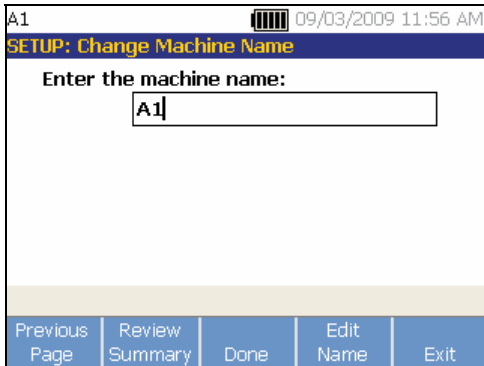 A1 09/03/2009 11:56 AM
SETUP: Change Machine Name
Enter the machine name:
A1
Previous Page Review Summary Done Edit Name Exit